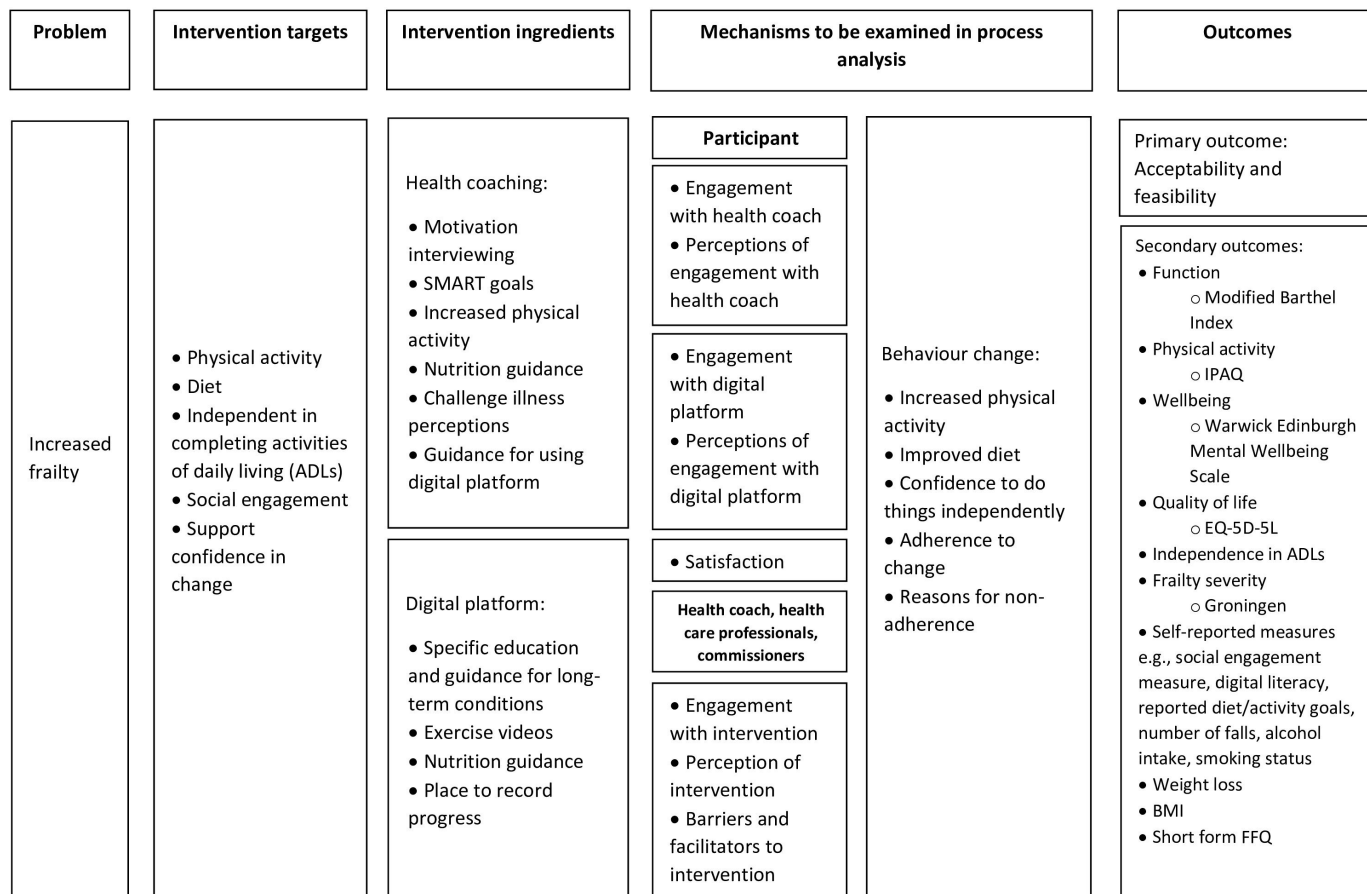 Problem
Intervention targets
Intervention ingredients
Mechanisms to be examined in process
analysis
Outcomes
Increased
frailty
• Physical activity
• Diet
• Independent in
completing activities
of daily living (ADLs)
• Social engagement
• Support
confidence in
change
Health coaching:
• Motivation
interviewing
• SMART goals
• Increased physical
activity
• Nutrition guidance
• Challenge illness
perceptions
• Guidance for using
digital platform
Digital platform:
• Specific education
and guidance for long-
term conditions
• Exercise videos
• Nutrition guidance
• Place to record
progress
Participant
• Engagement
with health coach
• Perceptions of
engagement with
health coach
• Engagement
with digital
platform
• Perceptions of
engagement with
digital platform
• Satisfaction
Health coach, health
care professionals,
commissioners
• Engagement
with intervention
• Perception of
intervention
• Barriers and
facilitators to
intervention
Behaviour change:
• Increased physical
activity
• Improved diet
• Confidence to do
things independently
• Adherence to
change
• Reasons for non-
adherence
Primary outcome:
Acceptability and
feasibility
Secondary outcomes:
• Function
o Modified Barthel
Index
• Physical activity
o IPAQ
• Wellbeing
o Warwick Edinburgh
Mental Wellbeing
Scale
• Quality of life
o EQ-5D-5L
• Independence in ADLs
• Frailty severity
o Groningen
• Self-reported measures
e.g., social engagement
measure, digital literacy,
reported diet/activity goals,
number of falls, alcohol
intake, smoking status
• Weight loss
• BMI
• Short form FFQ